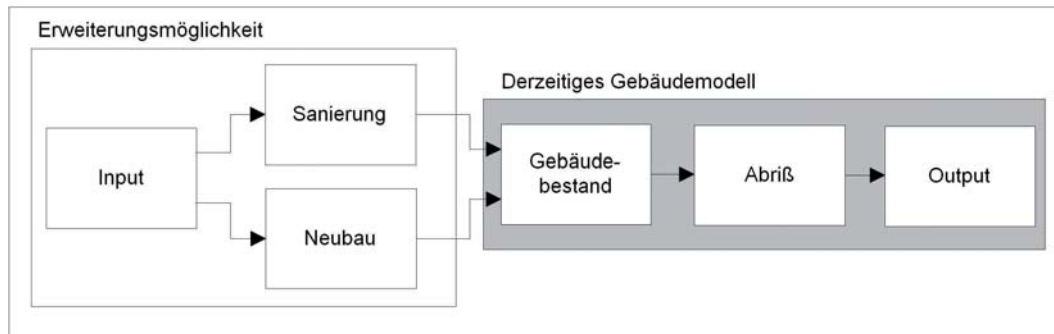 Erweiterungsmöglichkeit
Derzeitiges Gebäudemodell
Input
Sanierung
Neubau
Gebäude-
bestand
Abriß
Output